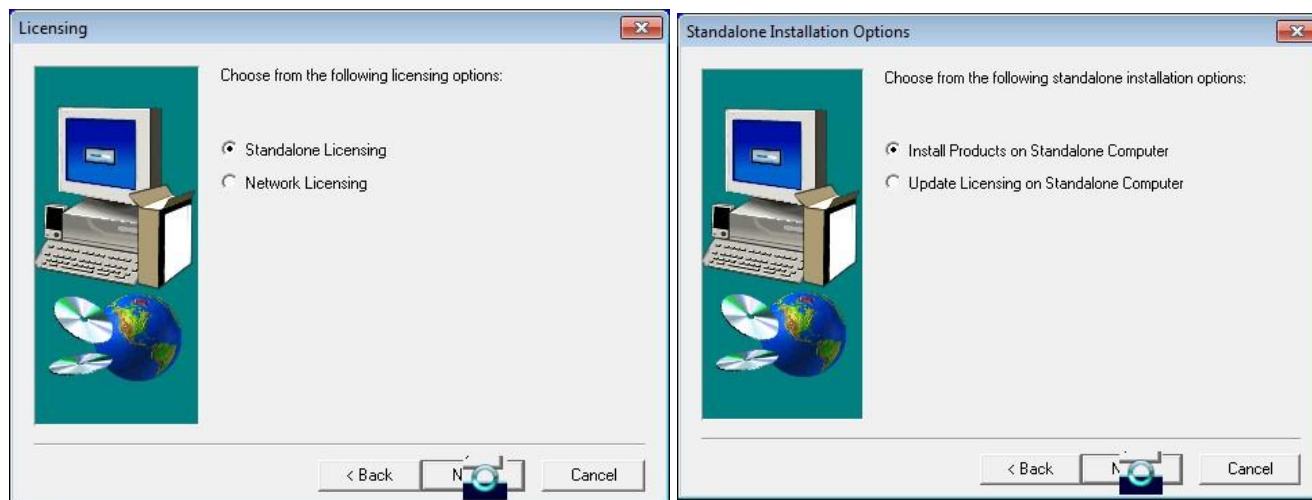 Licensing
Choose from the following licensing options:
Standalone Licensing
Network Licensing
< Back
Cancel
Standalone Installation Options
Choose from the following standalone installation options:
Install Products on Standalone Computer
Update Licensing on Standalone Computer
< Back
Cancel